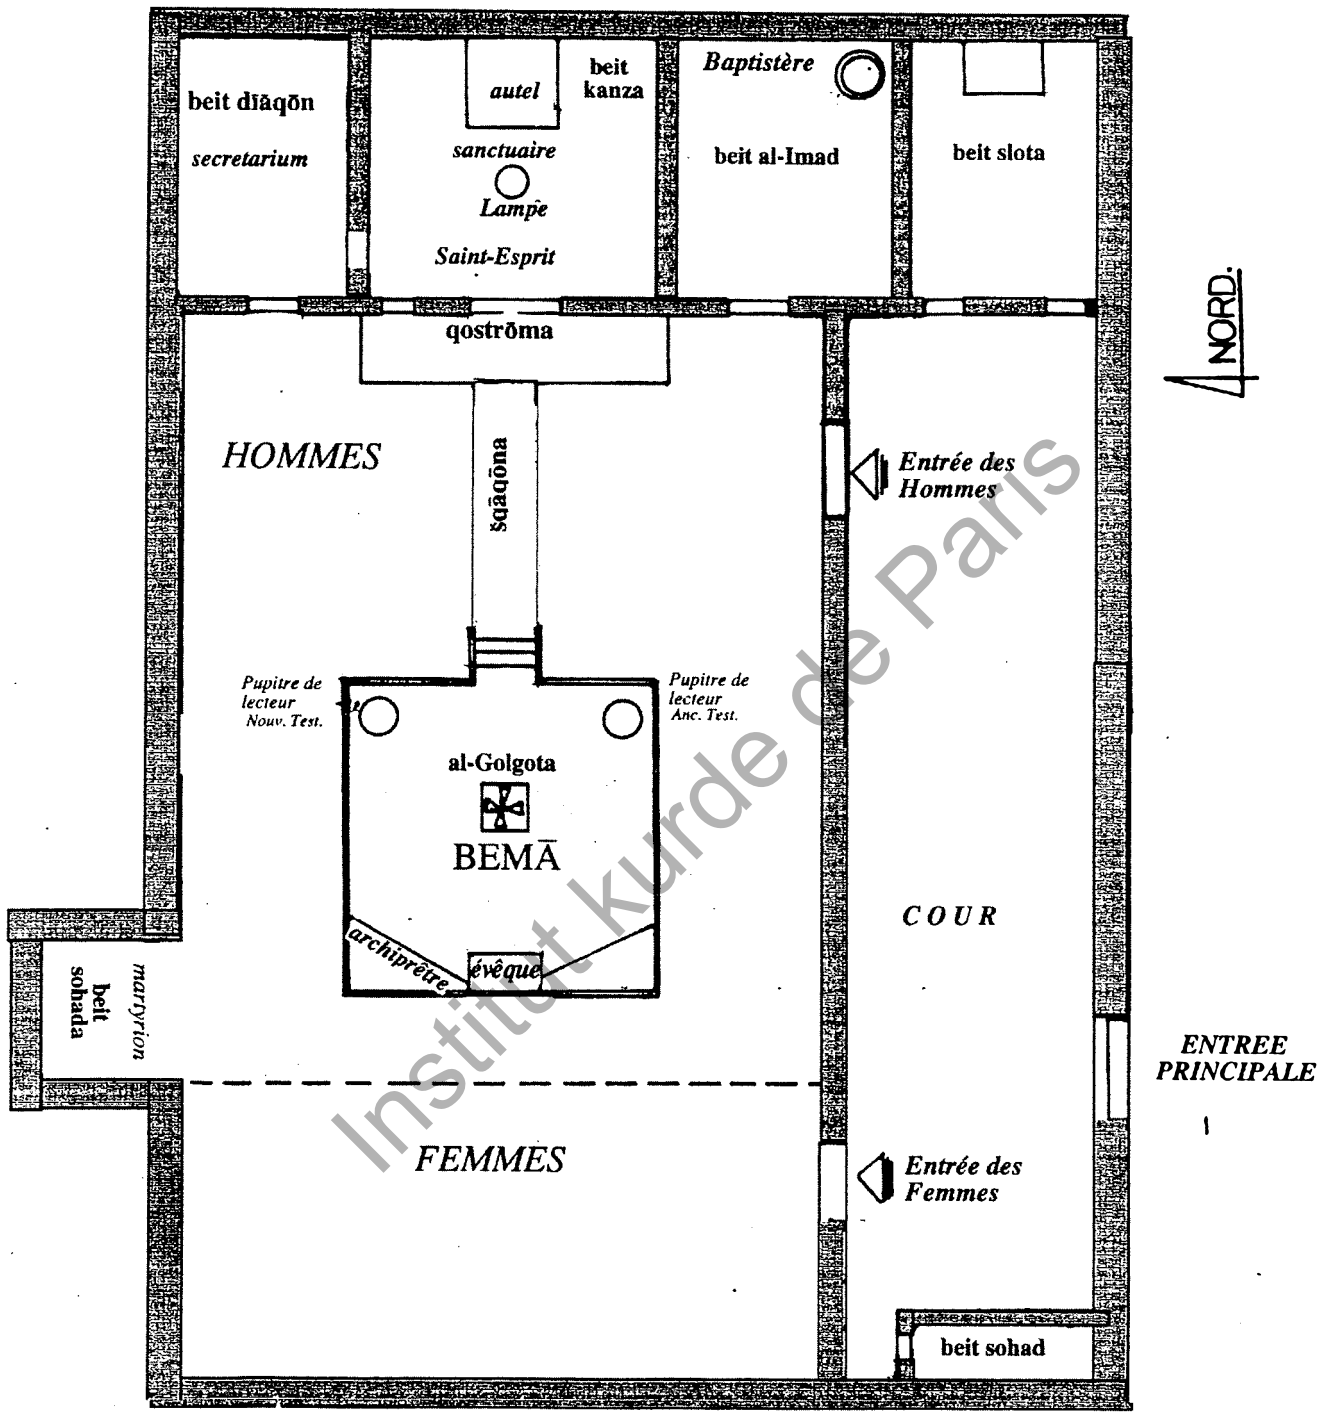 beit dīāqōn
secretarium
autel
beit
kanza
sanctuaire
Lampe
Saint-Esprit
Baptistère
beit al-Imad
beit slota
NORD.
qostrōma
HOMMES
šqāqōna
Entrée des
Hommes
Pupitre de
lecteur
Nouv. Test.
Pupitre de
lecteur
Anc. Test.
al-Golgota
BEMĀ
archiprêtre
évêque
COUR
martyrion
beit
sohada
ENTREE
PRINCIPALE
FEMMES
Entrée des
Femmes
beit sohad
Institut kurde de Paris